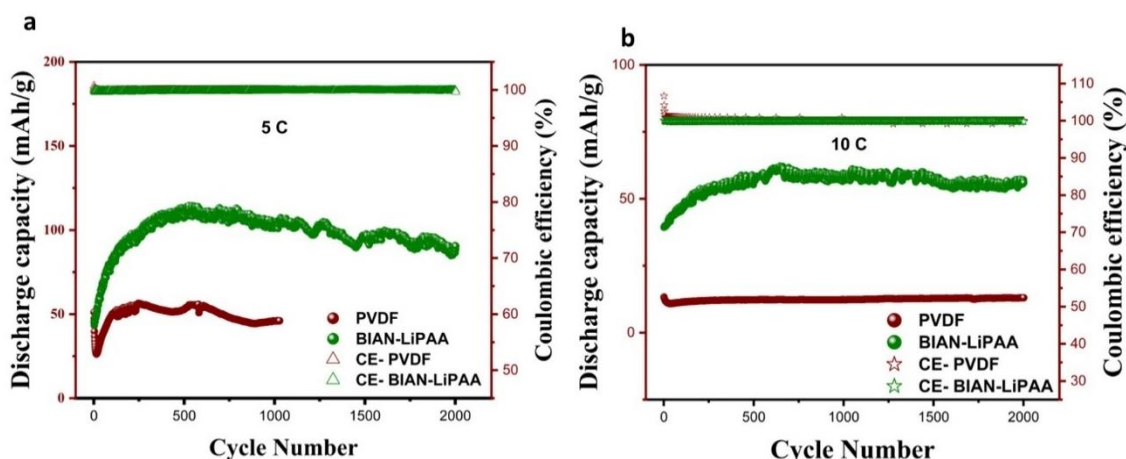 a
Discharge capacity (mAh/g)
200
150
100
50
0
5 C
PVDF
BIAN-LiPAA
CE- PVDF
CE- BIAN-LiPAA
100
90
80
70
60
50
Coulombic efficiency (%)
0
500
1000
1500
2000
Cycle Number
b
Discharge capacity (mAh/g)
100
50
0
10 C
PVDF
BIAN-LiPAA
CE- PVDF
CE- BIAN-LiPAA
110
100
90
80
70
60
50
40
30
Coulombic efficiency (%)
0
500
1000
1500
2000
Cycle Number